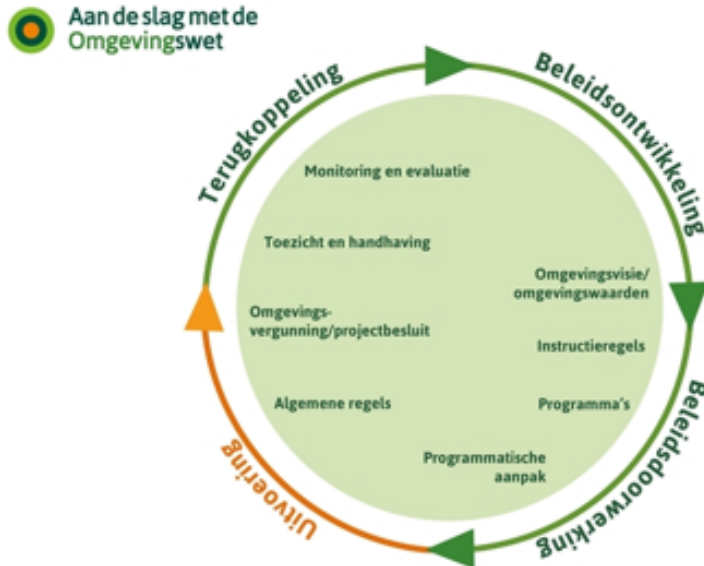 Aan de slag met de
Omgevingswet
Terugkoppeling
Beleidsontwikkeling
Monitoring en evaluatie
Toezicht en handhaving
Omgevingsvisie/
omgevingswaarden
Omgevings-
vergunning/projectbesluit
Instructieregels
Algemene regels
Programma's
Programmatische
aanpak
Uitvoering
Beleidsdoorwerking